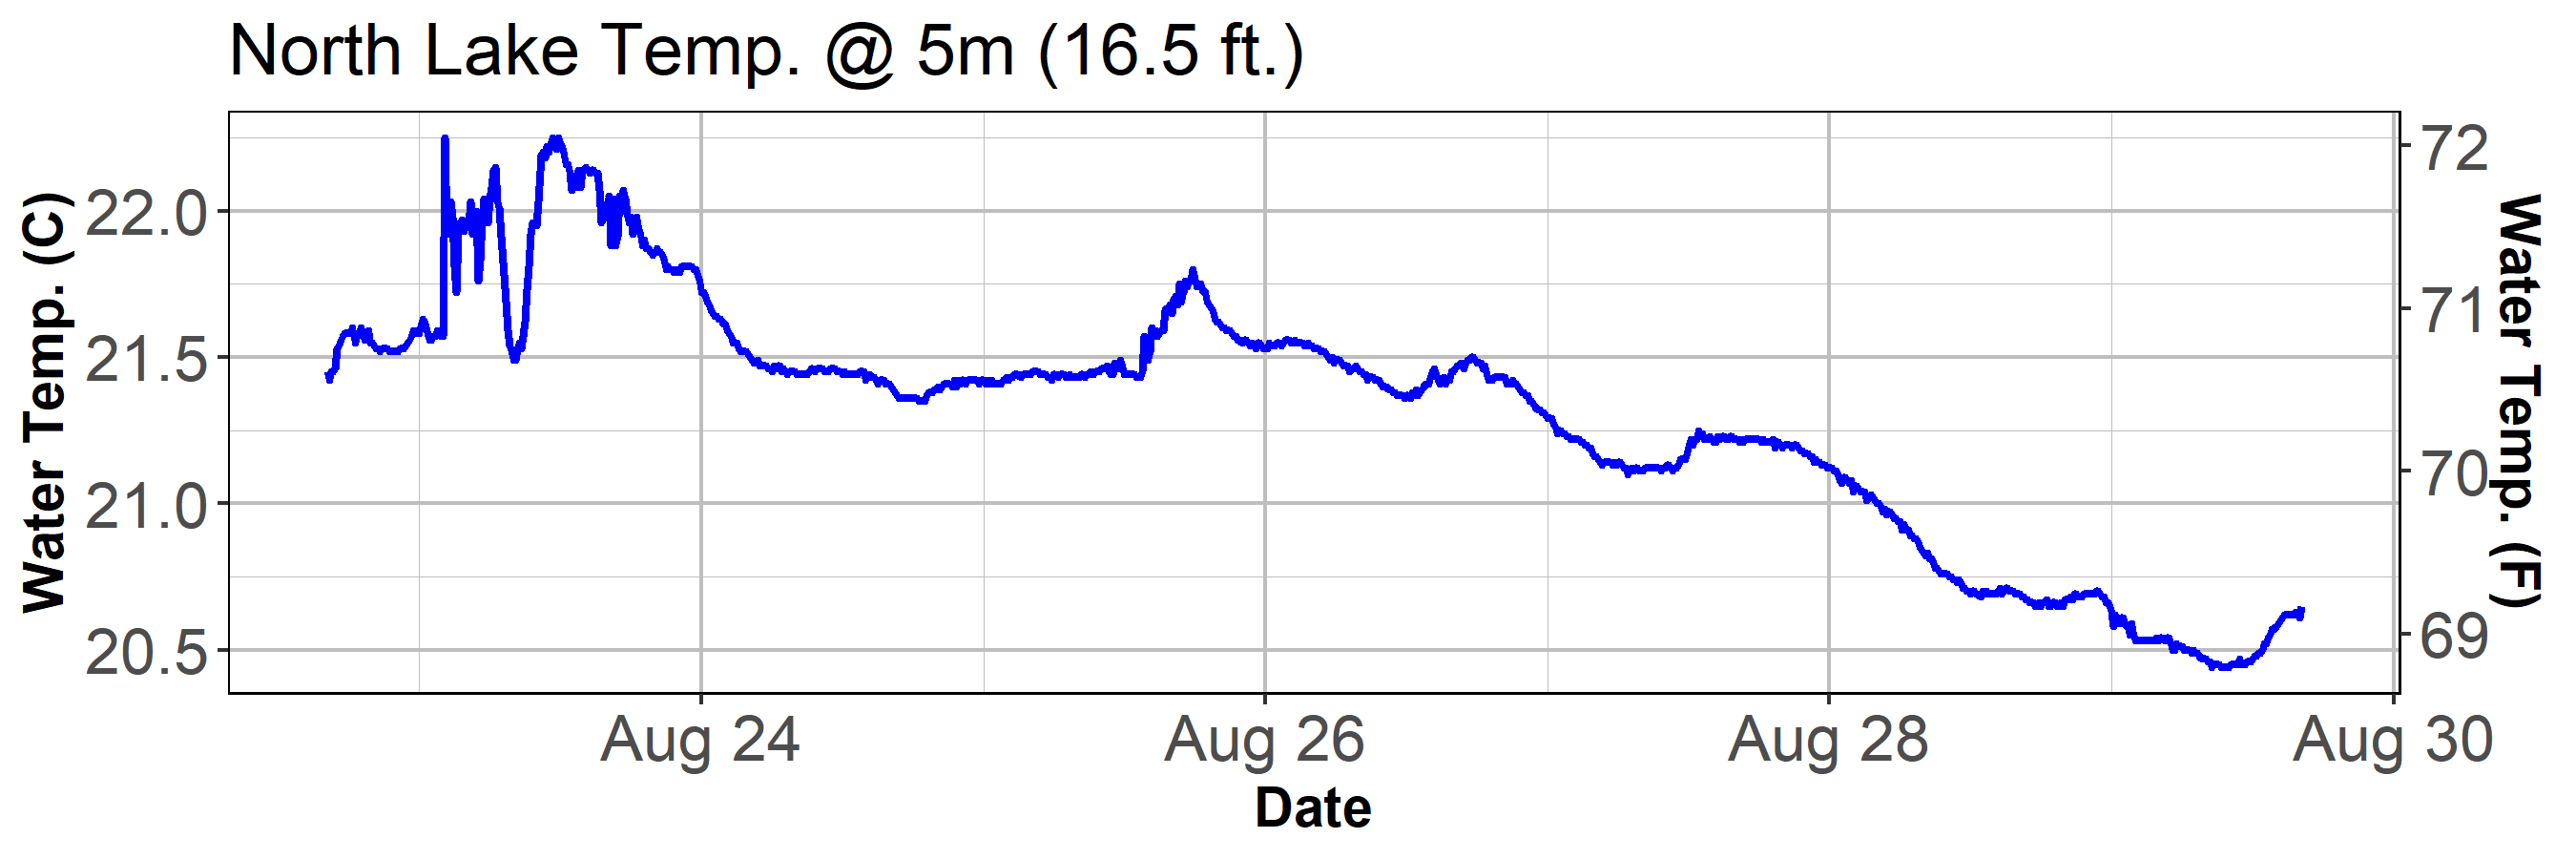 North Lake Temp. @ 5m (16.5 ft.)
Water Temp. (C)
22.0
21.5
21.0
20.5
72
71
70
69
Water Temp. (F)
Aug 24 Aug 26 Aug 28 Aug 30
Date